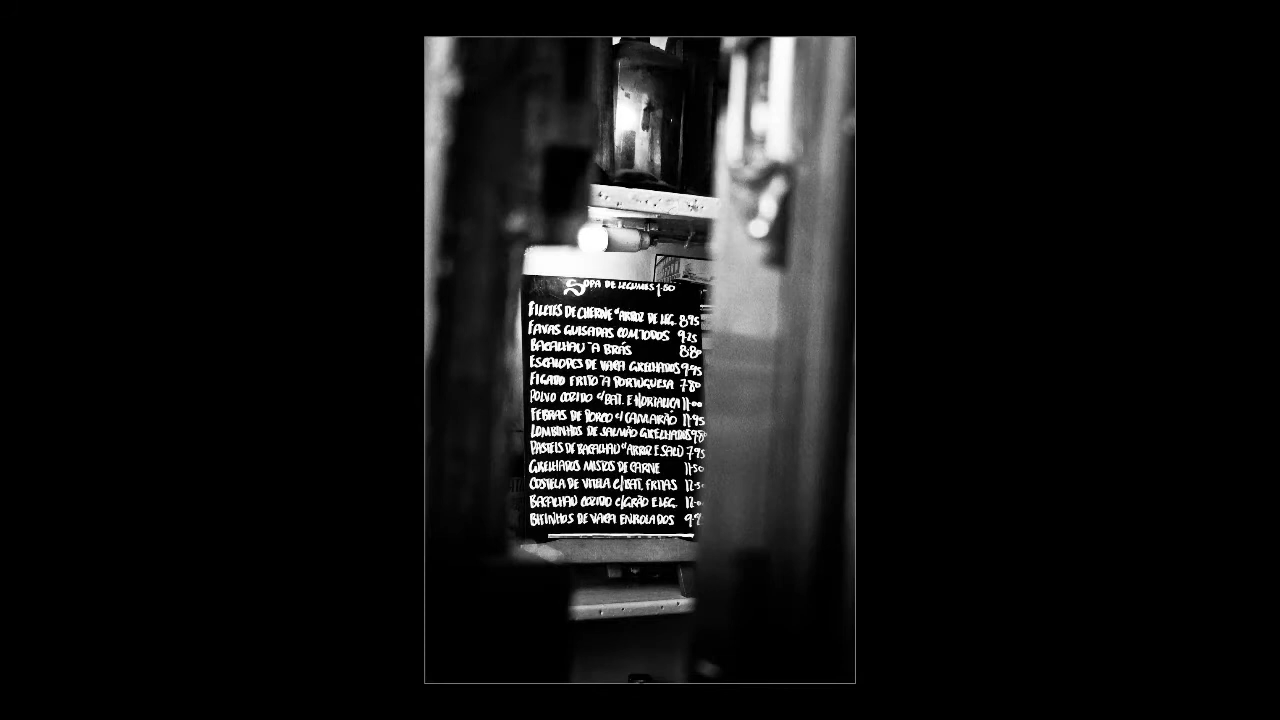 SOPA DE LEGUMES 1.50
FILETES DE CHERNE C/ ARROZ DE LEG. 8.95
FAVAS GUISADAS COM TODOS 9.25
BACALHAU À BRÁS 8.80
ESCALOPES DE VACA GRELHADOS 9.95
FIGADO FRITO À PORTUGUESA 7.80
POLVO COZIDO C/ BAT. E HORTALIÇA 11.00
FEBRAS DE PORCO C/ CAMARÃO 11.95
LOMBINHOS DE SALMÃO GRELHADOS
PASTEIS DE BACALHAU C/ ARROZ E SALD 7.95
GRELHADOS MISTOS DE CARNE 11.50
COSTELA DE VITELA C/ BAT. FRITAS
BACALHAU COZIDO C/ GRÃO E LEG.
BIFINHOS DE VACA ENROLADOS